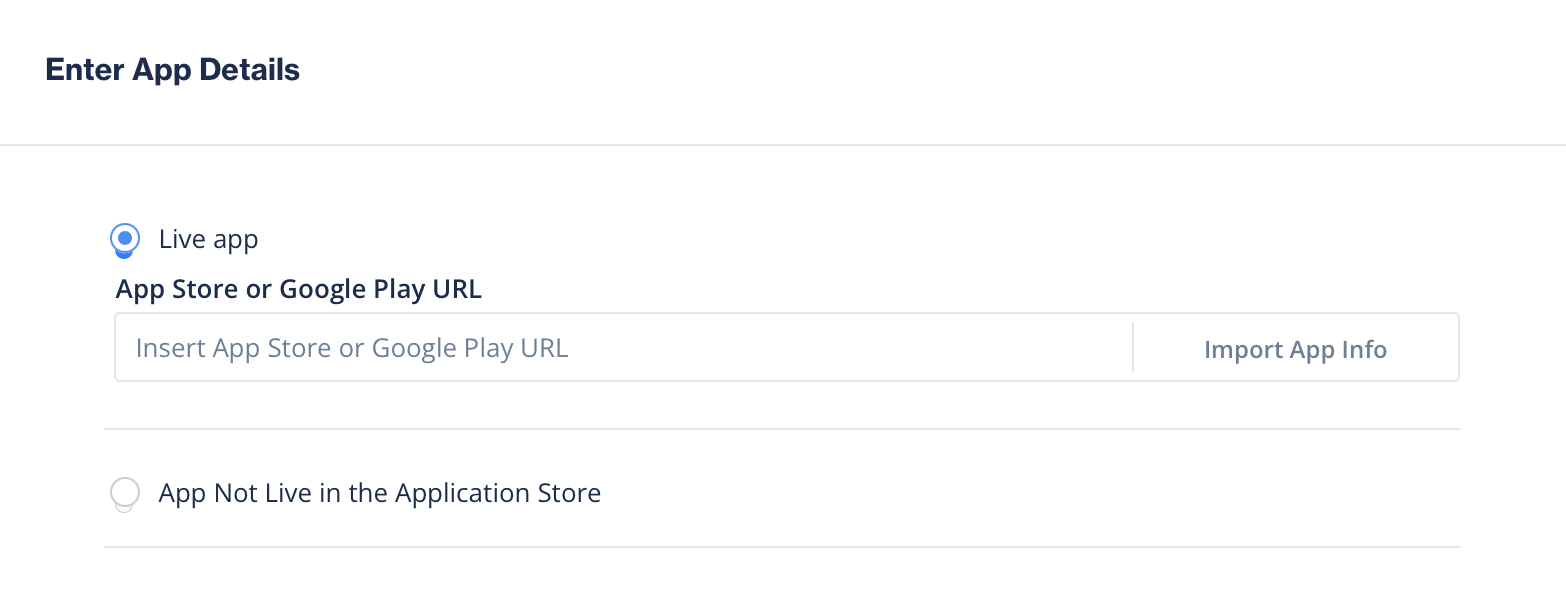 Enter App Details
Live app
App Store or Google Play URL
Insert App Store or Google Play URL
Import App Info
App Not Live in the Application Store